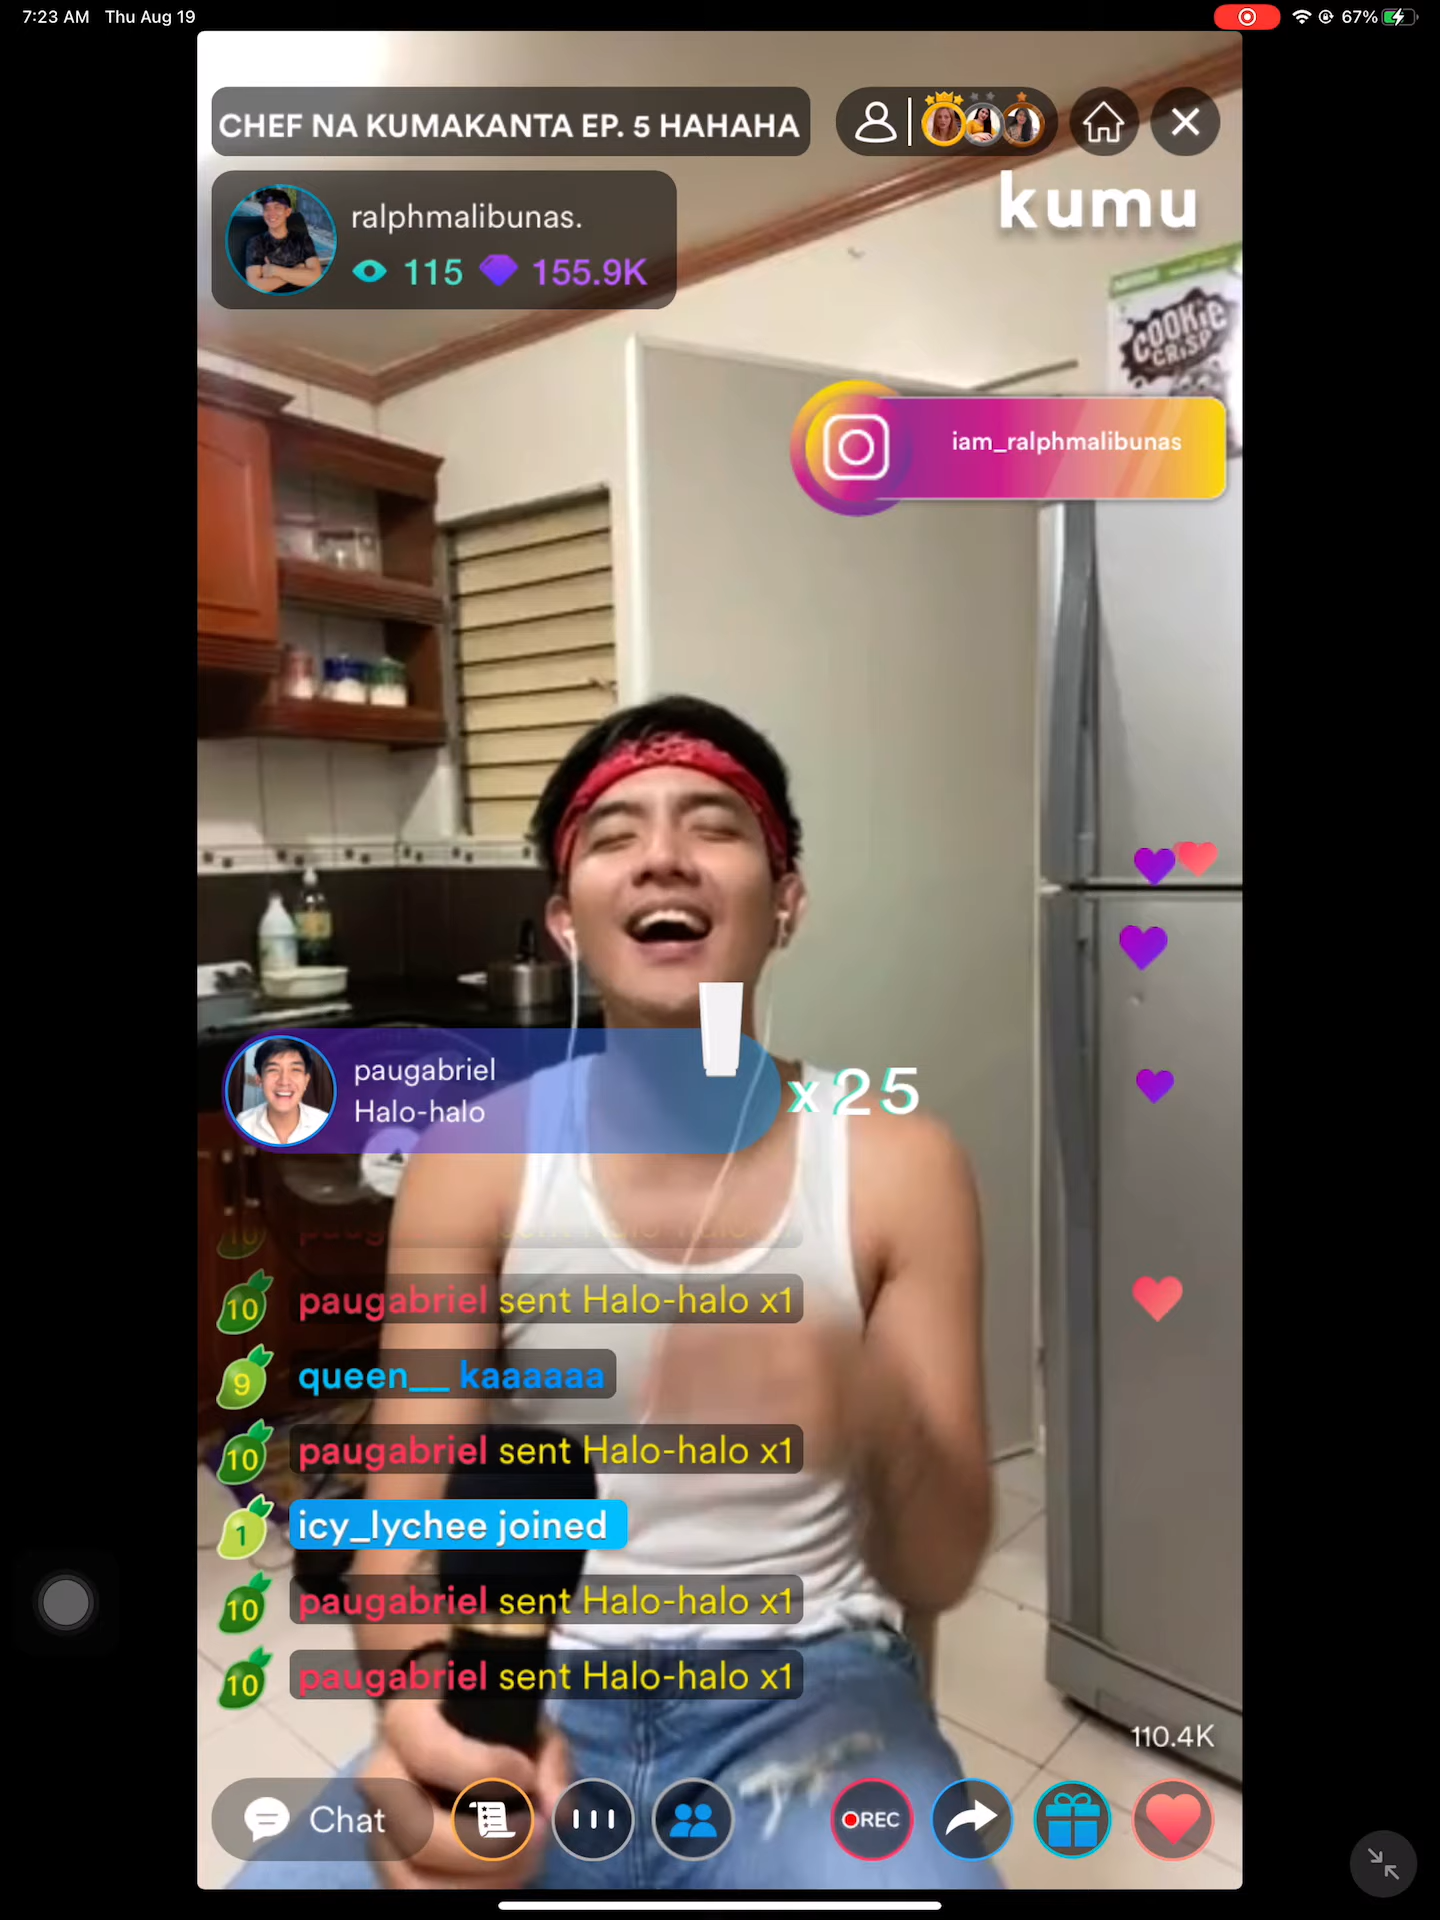 7:23 AM Thu Aug 19
67%
CHEF NA KUMAKANTA EP. 5 HAHAHA
kumu
ralphmalibunas.
115 155.9K
COOKIE
CRISP
iam_ralphmalibunas
paugabriel
Halo-halo
x25
10 paugabriel sent Halo-halo x1
9 queen__ kaaaaaa
10 paugabriel sent Halo-halo x1
1 icy_lychee joined
10 paugabriel sent Halo-halo x1
10 paugabriel sent Halo-halo x1
110.4K
Chat
REC